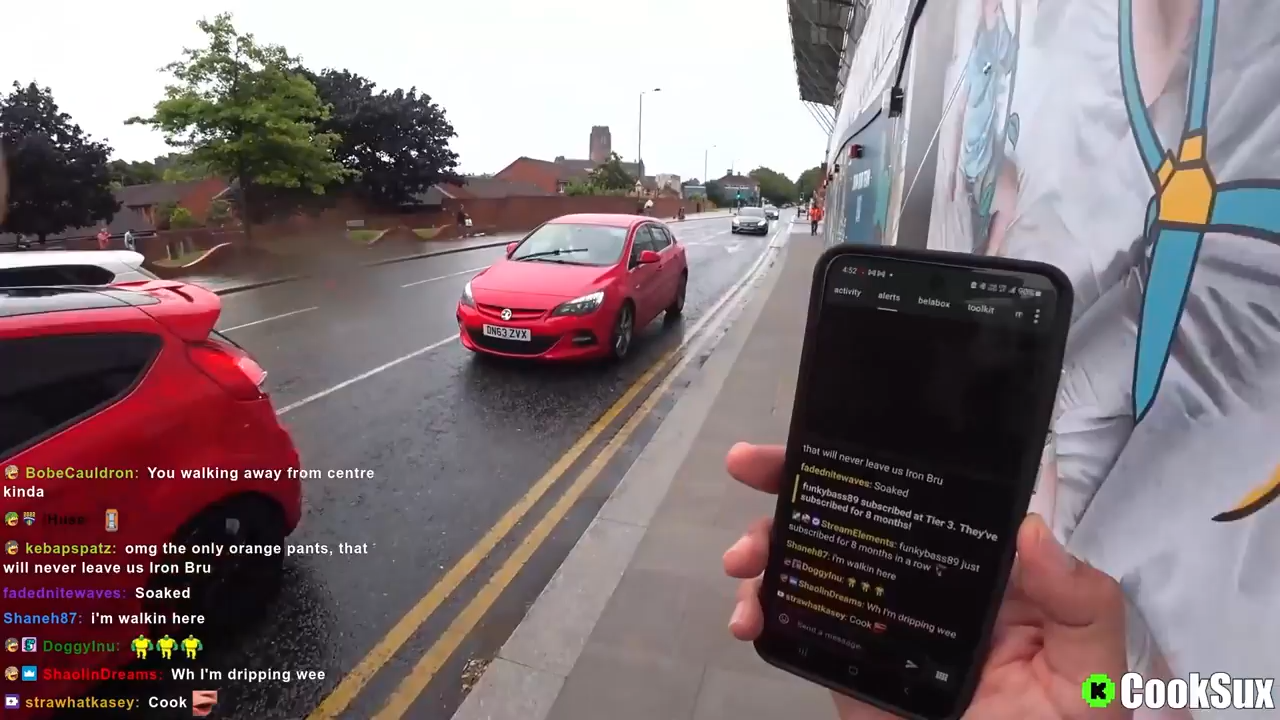 4:52
activity alerts belabox toolkit
that will never leave us Iron Bru
fadednitewaves: Soaked
funkybass89 subscribed at Tier 3. They've
subscribed for 8 months!
StreamElements: funkybass89 just
subscribed for 8 months in a row
Shaneh87: i'm walkin here
DoggyInu:
ShaolinDreams: Wh I'm dripping wee
strawhatkasey: Cook
Send a message
DN63 ZVX
BobeCauldron: You walking away from centre
kinda
kebapspatz: omg the only orange pants, that
will never leave us Iron Bru
fadednitewaves: Soaked
Shaneh87: i'm walkin here
DoggyInu:
ShaolinDreams: Wh I'm dripping wee
strawhatkasey: Cook
K CookSux